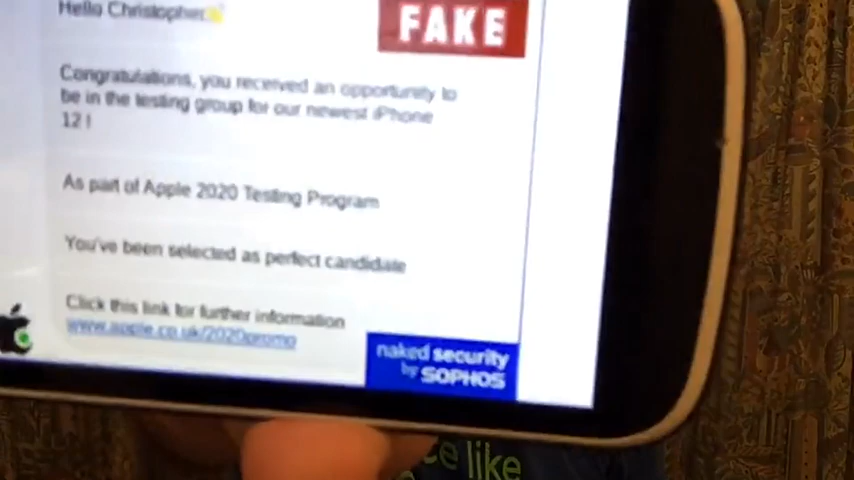 Hello Christopher
FAKE
Congratulations, you received an opportunity to
be in the testing group for our newest iPhone
12 !
As part of Apple 2020 Testing Program
You've been selected as perfect candidate
Click this link for further information
www.apple.co.uk/2020promo
naked security
by SOPHOS
like